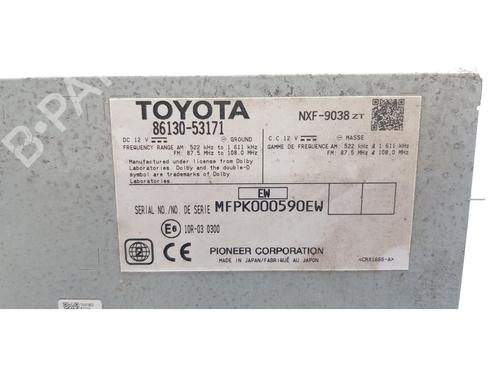 TOYOTA
86130-53171
NXF-9038 ZT
DC 12 V GROUND
C.C. 12 V MASSE
FREQUENCY RANGE AM: 522 kHz ≙ 1 611 kHz
FM: 87.5 MHz ≙ 108.0 MHz
GAMME DE FREQUENCE AM: 522 kHz à 1 611 kHz
FM: 87.5 MHz à 108.0 MHz
Manufactured under license from Dolby
Laboratories. Dolby and the double-D
symbol are trademarks of Dolby
Laboratories.
EW
SERIAL NO./NO. DE SERIE MFPK000590EW
E6 10R-03 0300
PIONEER CORPORATION
MADE IN JAPAN/FABRIQUÉ AU JAPON
<CRX1656-A>
B-PARTS